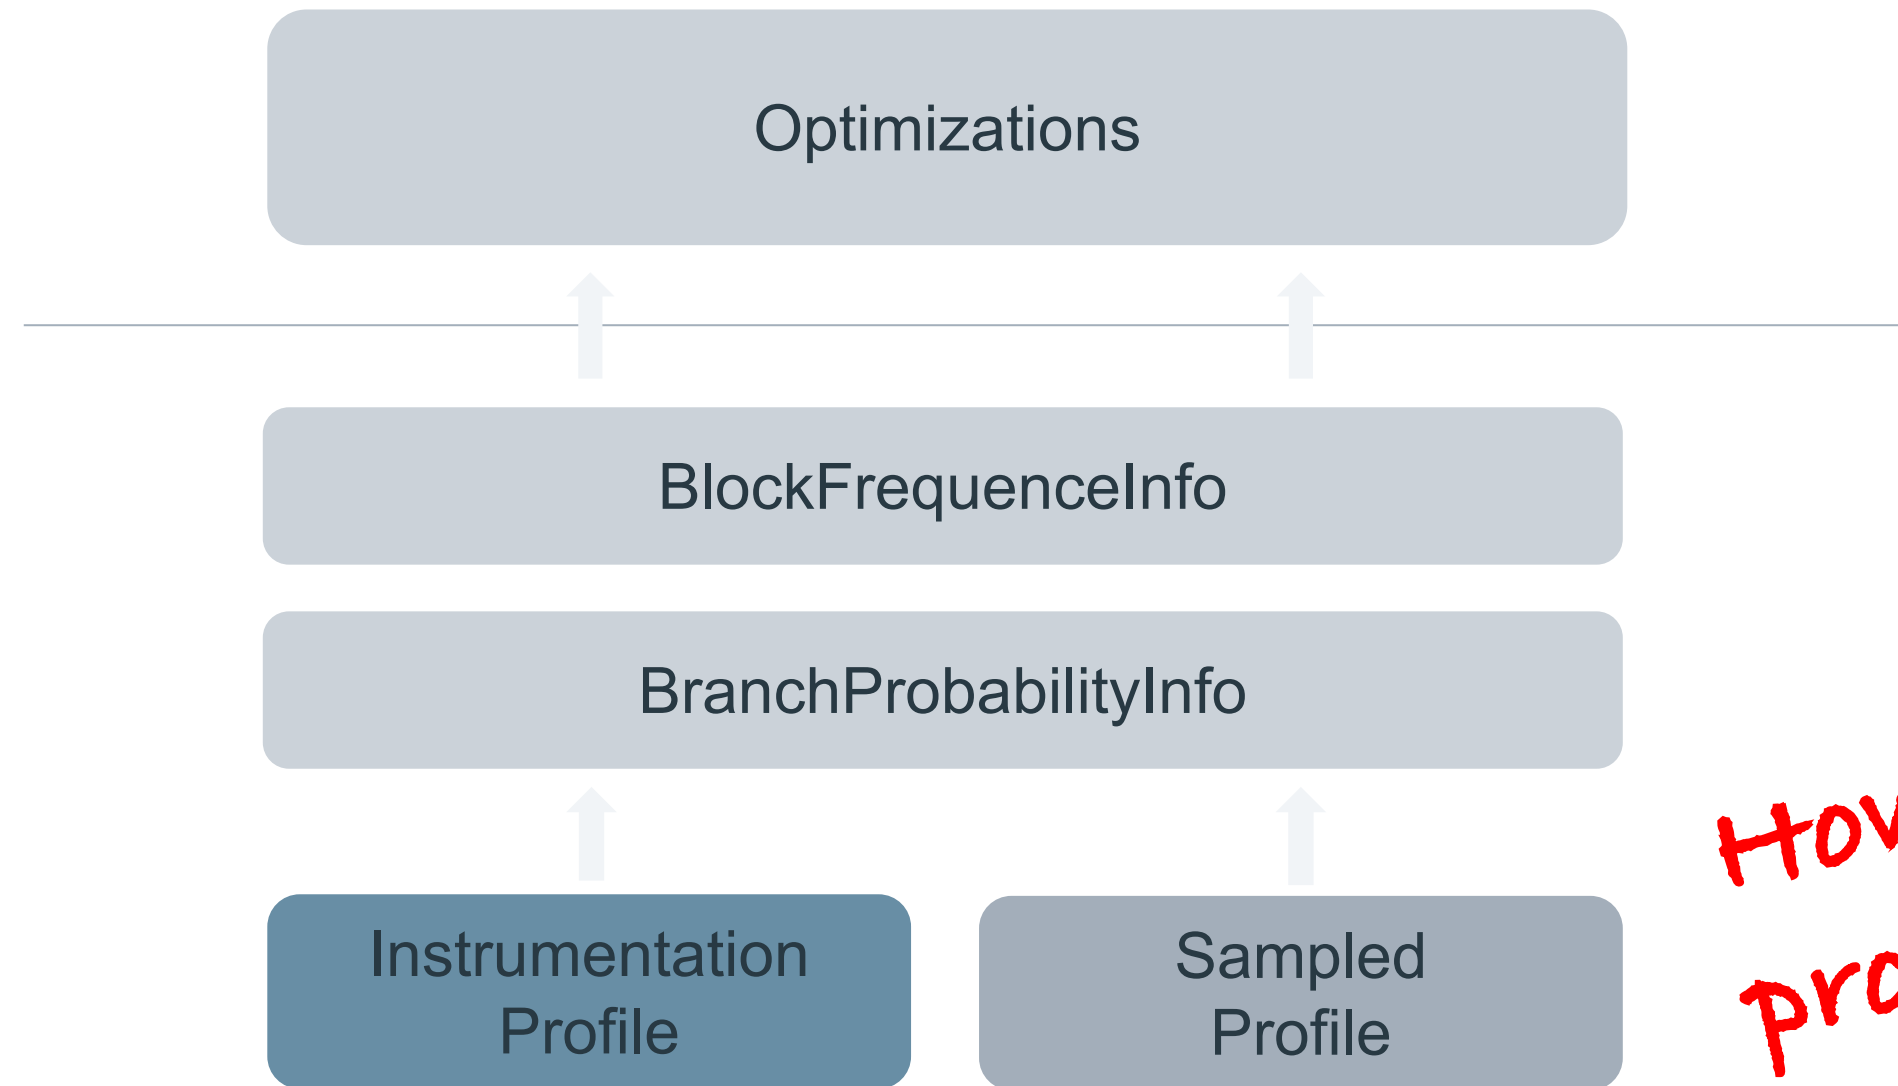 Optimizations
BlockFrequenceInfo
BranchProbabilityInfo
Instrumentation
Profile
Sampled
Profile